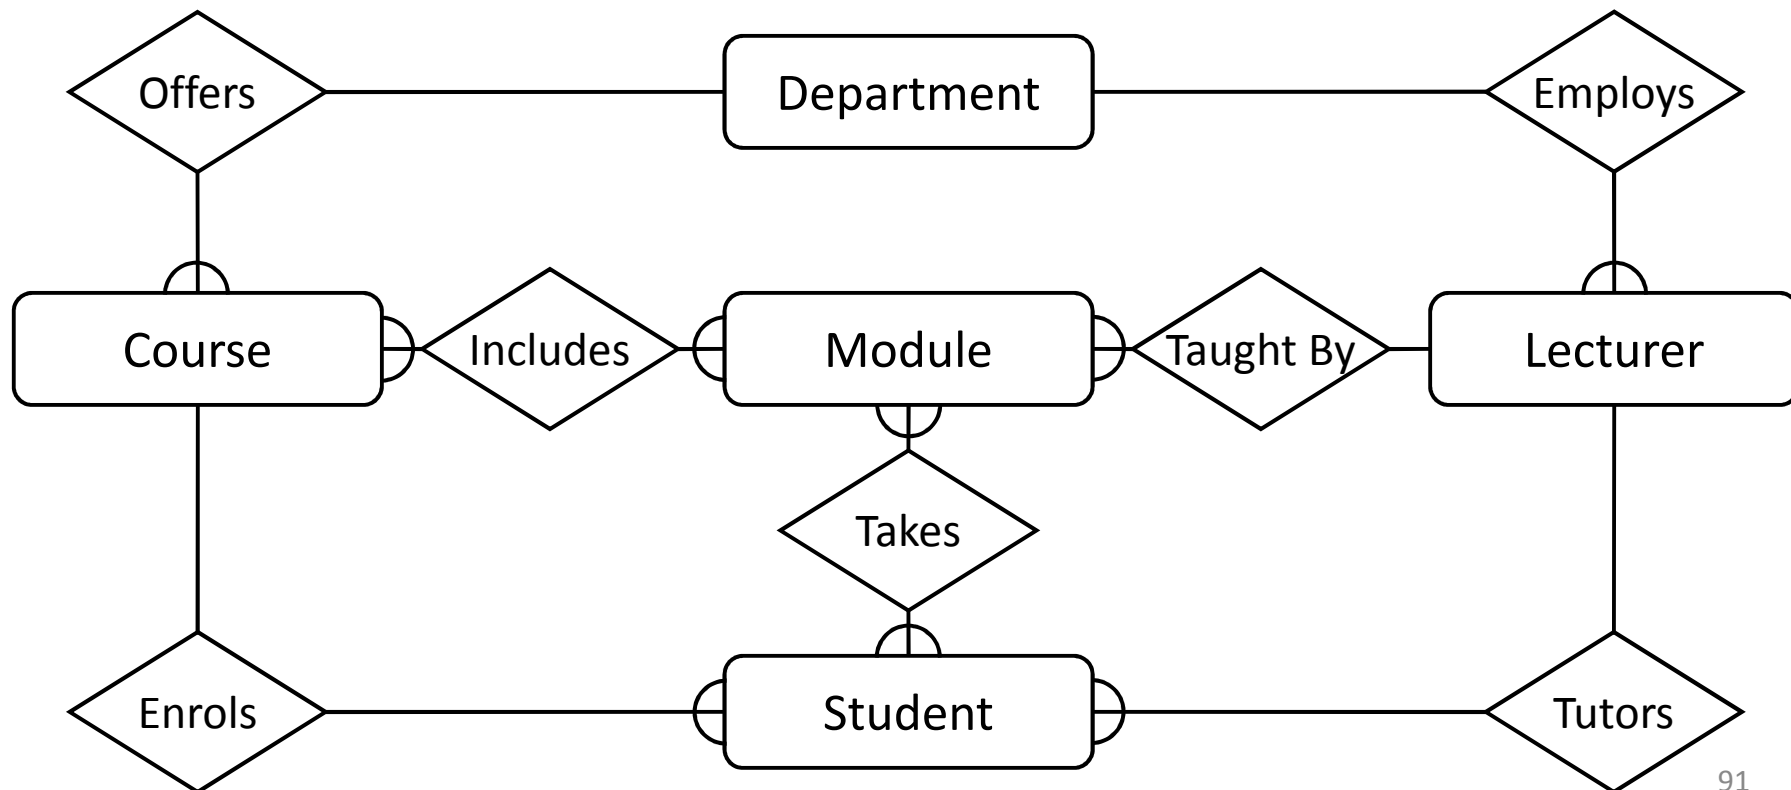 Offers
Department
Employs
Course
Includes
Module
Taught By
Lecturer
Takes
Enrols
Student
Tutors
91